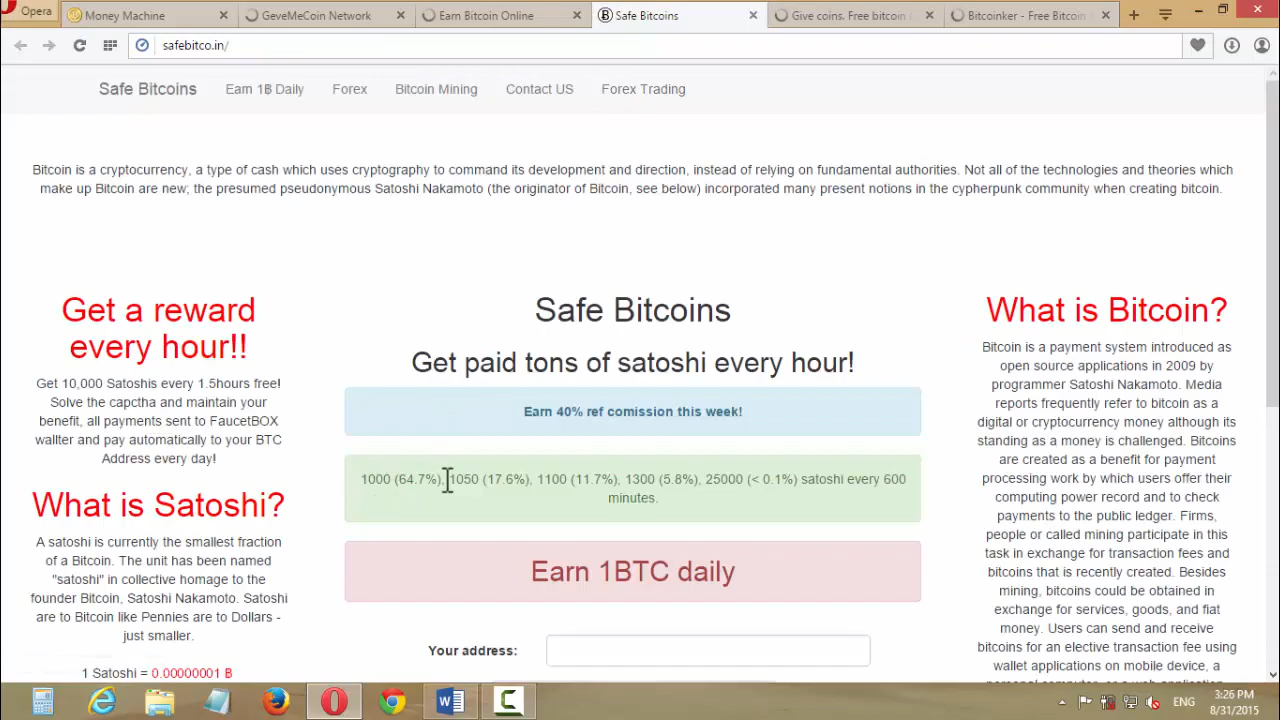 Opera
Money Machine
GeveMeCoin Network
Earn Bitcoin Online
Safe Bitcoins
Give coins. Free bitcoin
Bitcoinker - Free Bitcoin
safebitco.in/
Safe Bitcoins
Earn 1฿ Daily
Forex
Bitcoin Mining
Contact US
Forex Trading
Bitcoin is a cryptocurrency, a type of cash which uses cryptography to command its development and direction, instead of relying on fundamental authorities. Not all of the technologies and theories which
make up Bitcoin are new; the presumed pseudonymous Satoshi Nakamoto (the originator of Bitcoin, see below) incorporated many present notions in the cypherpunk community when creating bitcoin.
Get a reward
every hour!!
Get 10,000 Satoshis every 1.5hours free!
Solve the capctha and maintain your
benefit, all payments sent to FaucetBOX
wallter and pay automatically to your BTC
Address every day!
What is Satoshi?
A satoshi is currently the smallest fraction
of a Bitcoin. The unit has been named
"satoshi" in collective homage to the
founder Bitcoin, Satoshi Nakamoto. Satoshi
are to Bitcoin like Pennies are to Dollars -
just smaller.
1 Satoshi = 0.00000001 ฿
Safe Bitcoins
Get paid tons of satoshi every hour!
Earn 40% ref comission this week!
1000 (64.7%), 1050 (17.6%), 1100 (11.7%), 1300 (5.8%), 25000 (< 0.1%) satoshi every 600
minutes.
Earn 1BTC daily
Your address:
What is Bitcoin?
Bitcoin is a payment system introduced as
open source applications in 2009 by
programmer Satoshi Nakamoto. Media
reports frequently refer to bitcoin as a
digital or cryptocurrency money although its
standing as a money is challenged. Bitcoins
are created as a benefit for payment
processing work by which users offer their
computing power record and to check
payments to the public ledger. Firms,
people or called mining participate in this
task in exchange for transaction fees and
bitcoins that is recently created. Besides
mining, bitcoins could be obtained in
exchange for services, goods, and fiat
money. Users can send and receive
bitcoins for an elective transaction fee using
wallet applications on mobile device, a
ENG
3:26 PM
8/31/2015